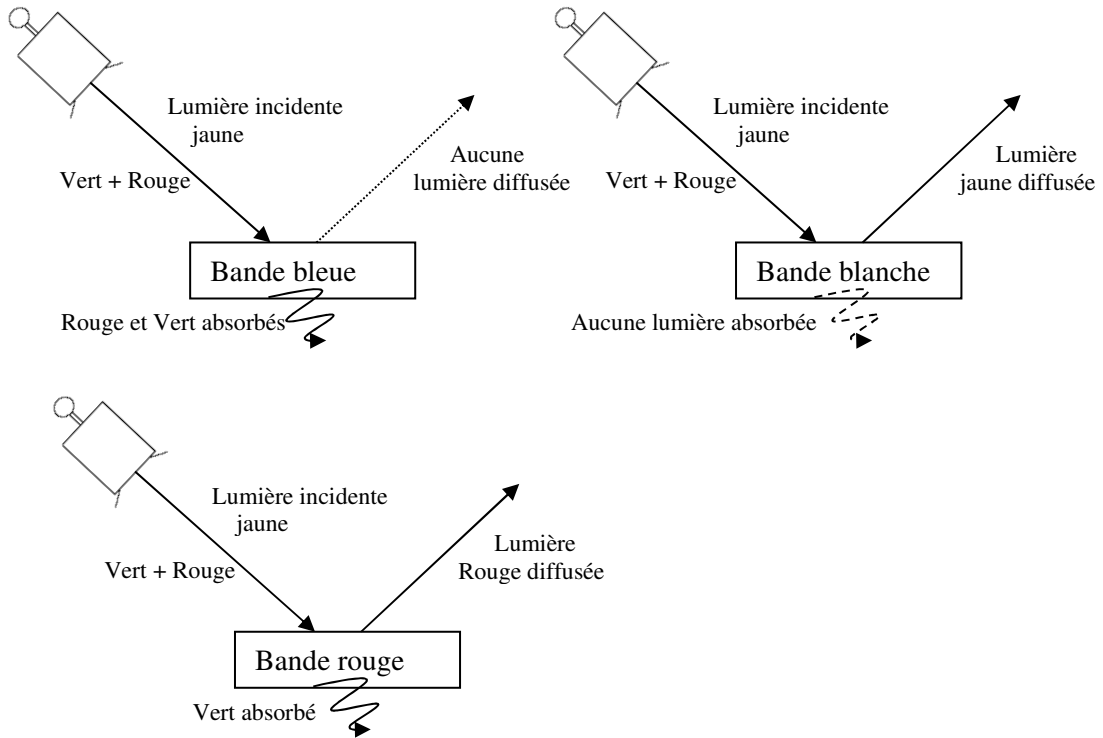 Lumière incidente
jaune
Vert + Rouge
Aucune
lumière diffusée
Bande bleue
Rouge et Vert absorbés
Lumière incidente
jaune
Vert + Rouge
Lumière
jaune diffusée
Bande blanche
Aucune lumière absorbée
Lumière incidente
jaune
Vert + Rouge
Lumière
Rouge diffusée
Bande rouge
Vert absorbé